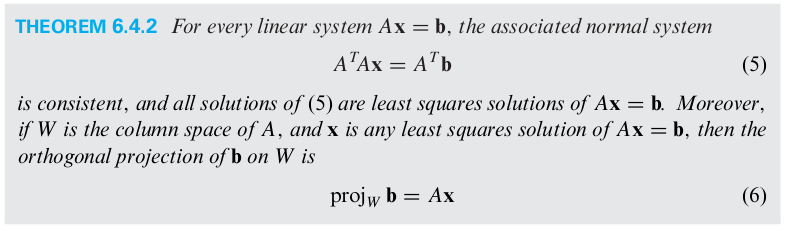 THEOREM 6.4.2 For every linear system Ax = b, the associated normal system
AᵀAx = Aᵀb (5)
is consistent, and all solutions of (5) are least squares solutions of Ax = b. Moreover,
if W is the column space of A, and x is any least squares solution of Ax = b, then the
orthogonal projection of b on W is
proj_W b = Ax (6)